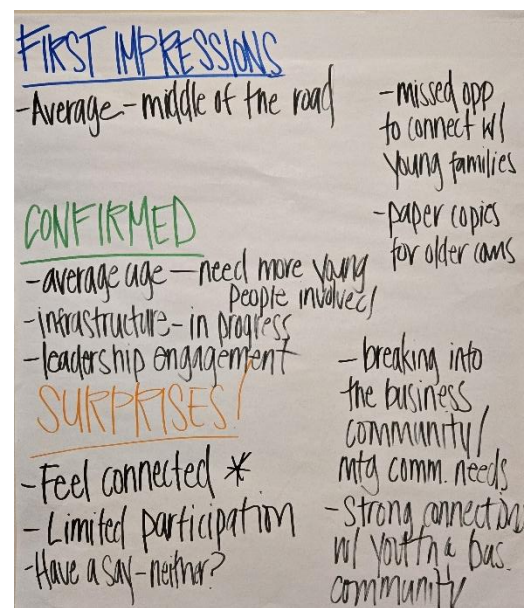 FIRST IMPRESSIONS
-Average-middle of the road
-missed opp
to connect w/
young families
-paper copies
for older
CONFIRMED
-average age-need more young
people involved
-infrastructure-in progress
-leadership engagement
SURPRISES!
-Feel connected *
-Limited participation
-Have a say-neither?
-breaking into
the business
community/
mtg comm. needs
-Strong connection
w/ youth & bus.
community